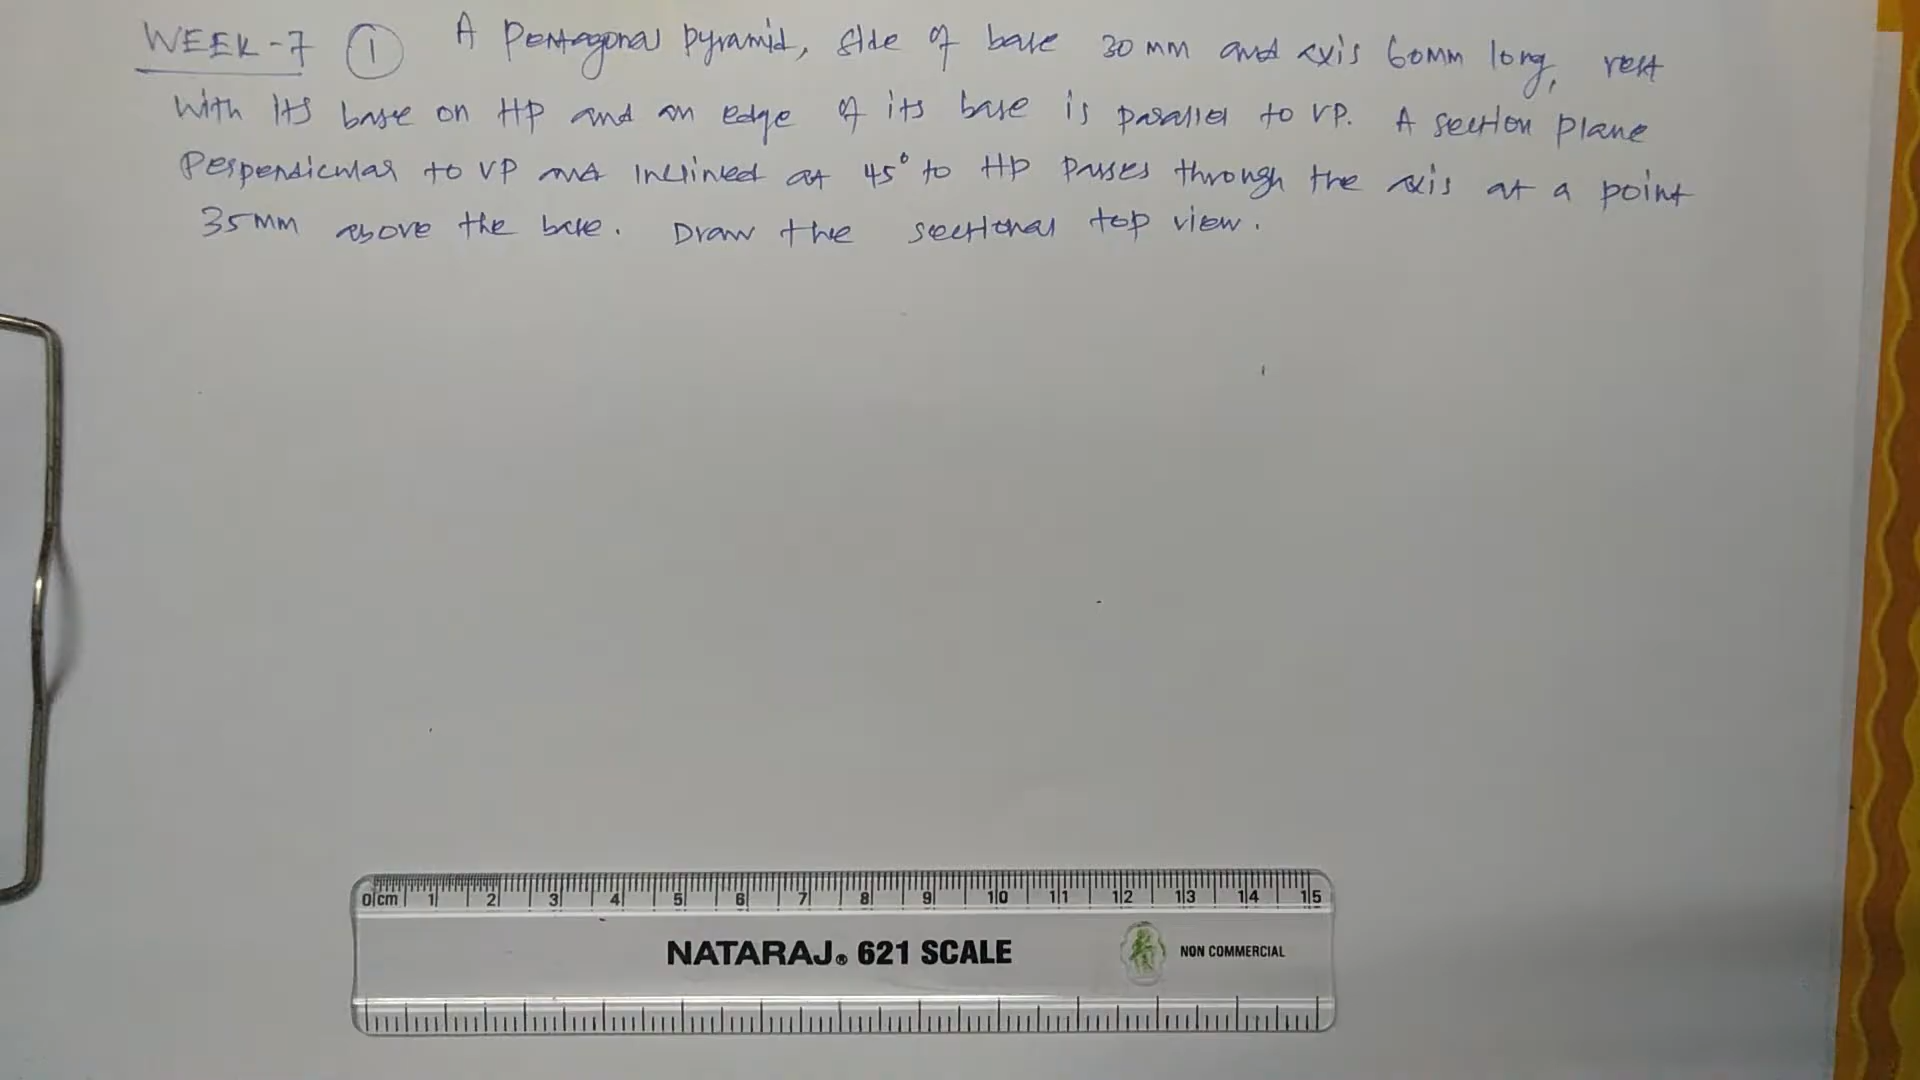 WEEK-7 1 A Pentagonal pyramid, side of base 30 mm and axis 60mm long, rest
with its base on HP and an edge of its base is parallel to VP. A section plane
Perpendicular to VP and inclined at 45° to HP passes through the axis at a point
35mm above the base. Draw the sectional top view.
0 cm 1 2 3 4 5 6 7 8 9 10 11 12 13 14 15
NATARAJ® 621 SCALE NON COMMERCIAL